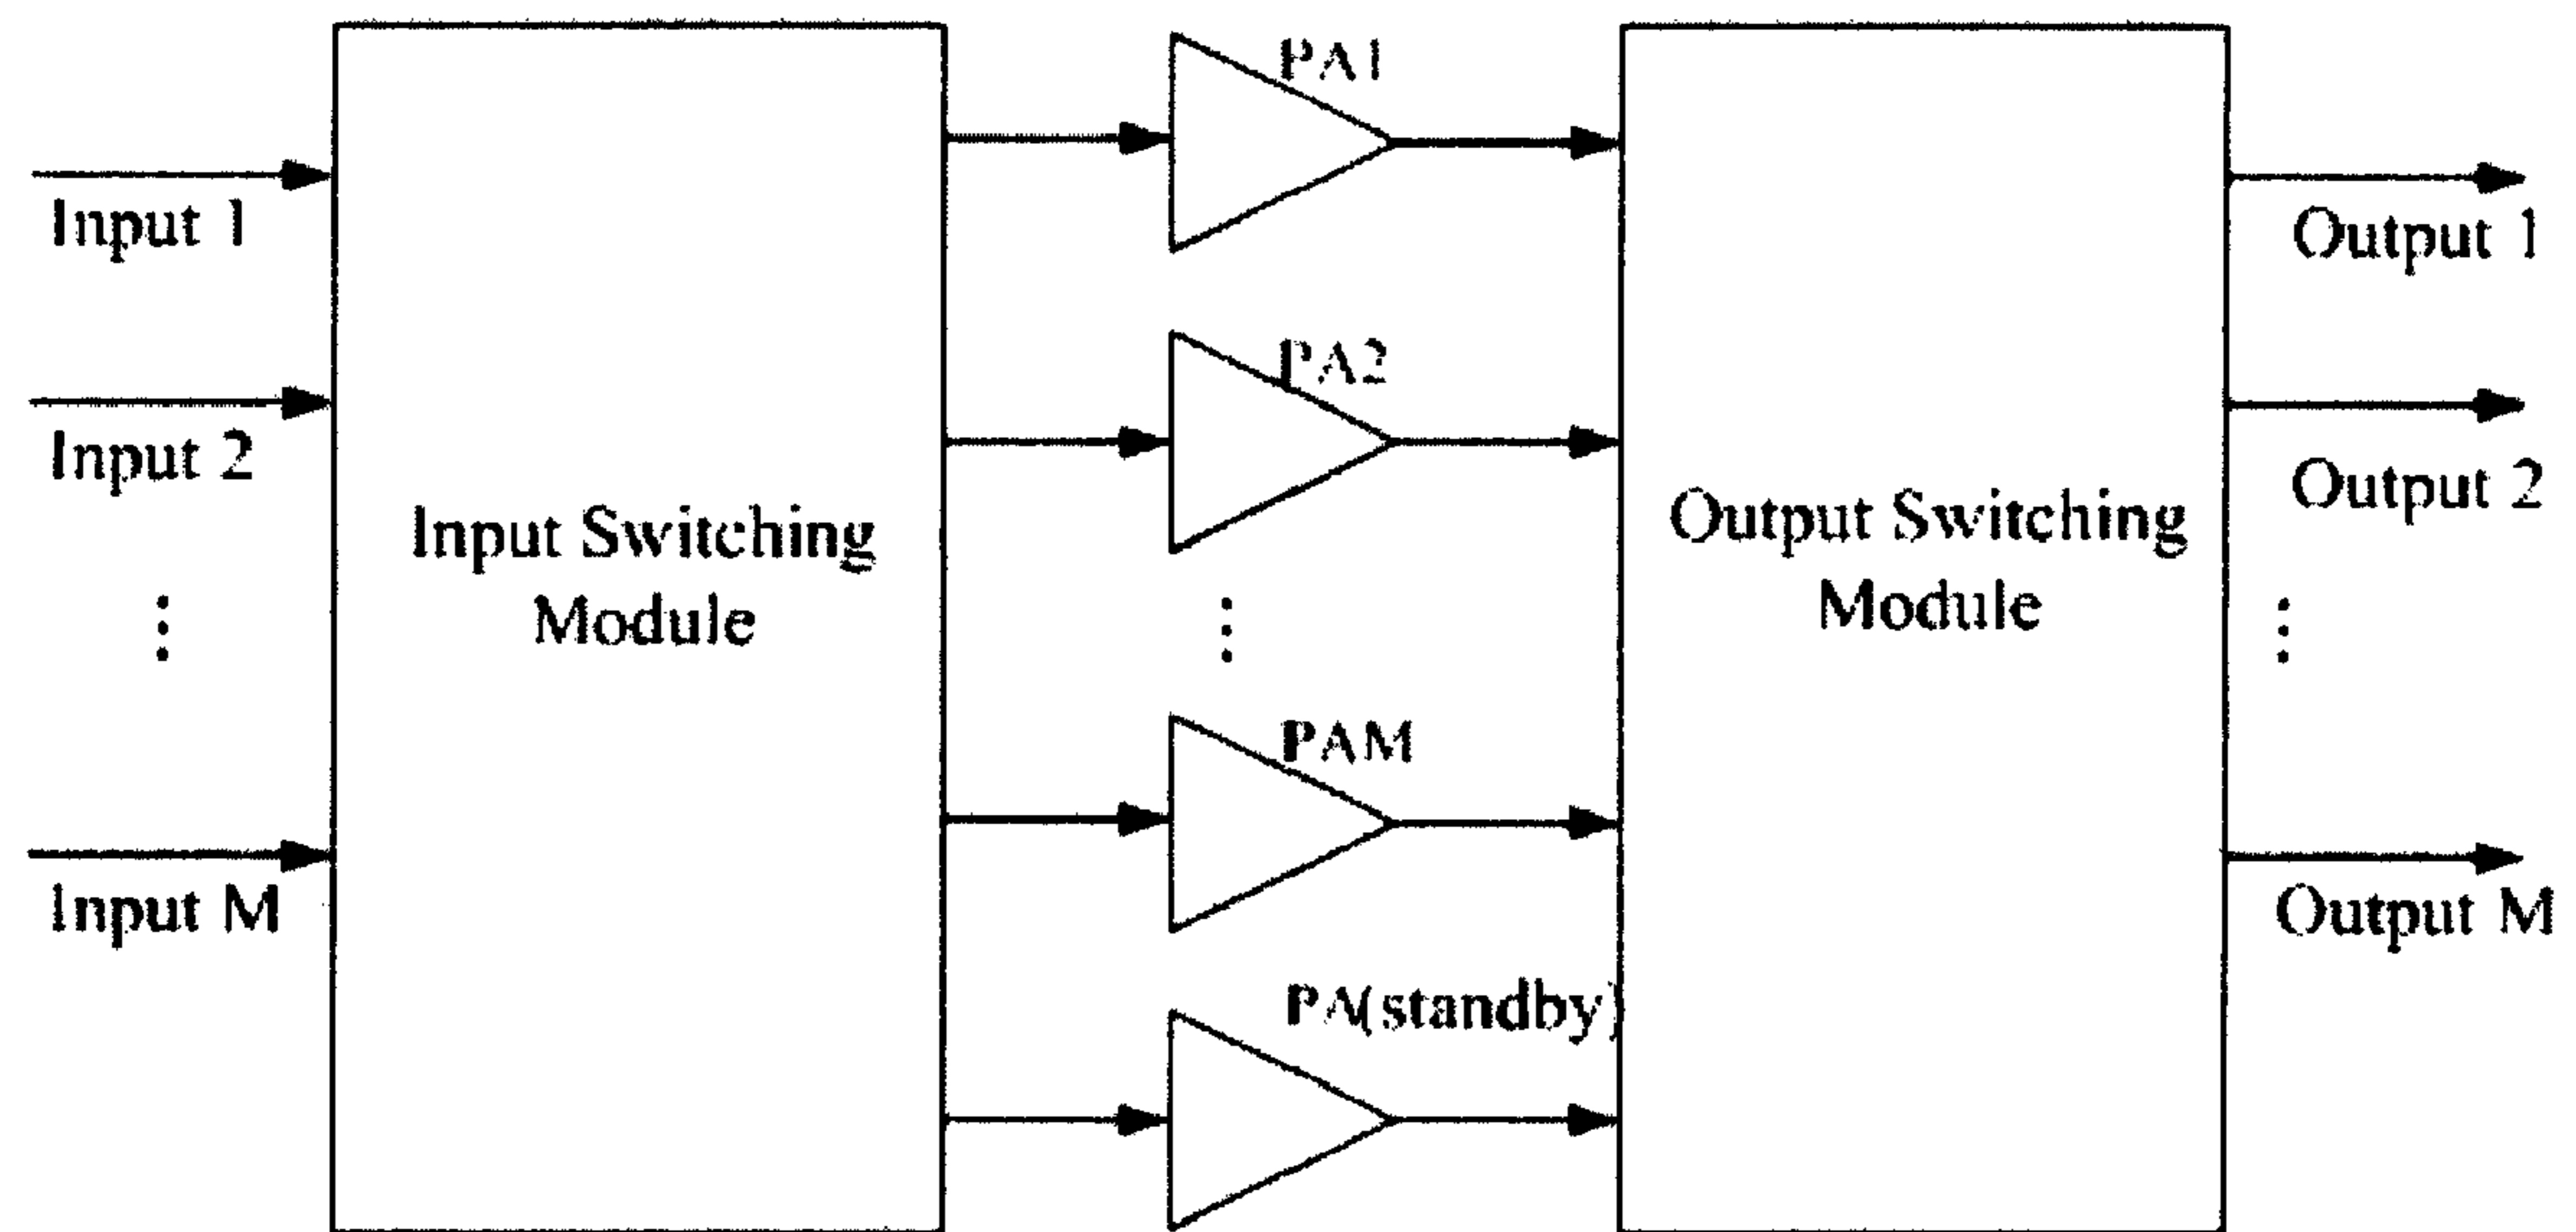 Input 1
Input 2
⋮
Input M
Input Switching
Module
PA1
PA2
⋮
PAM
PA(standby)
Output Switching
Module
Output 1
Output 2
⋮
Output M